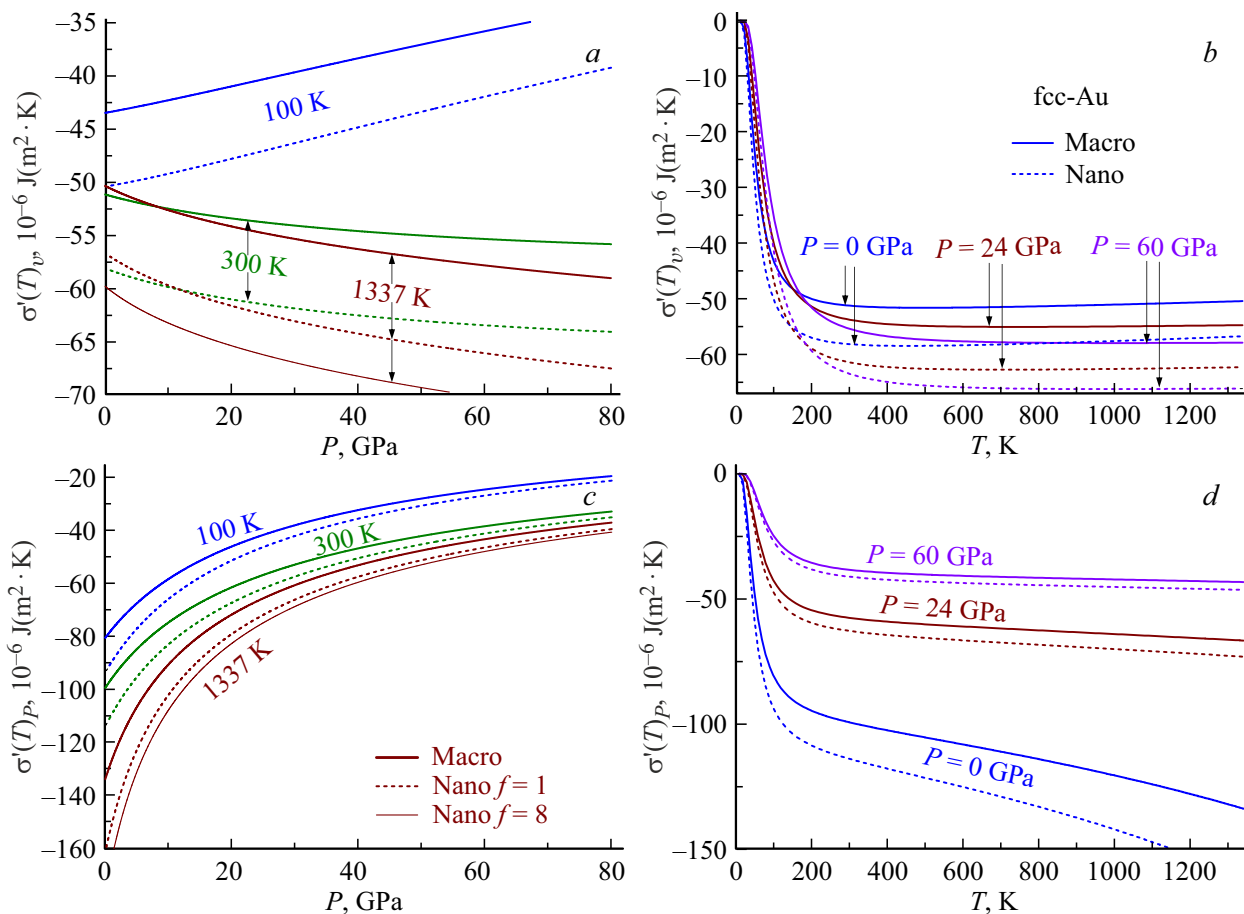 a
σ'(T)v, 10⁻⁶ J(m² · K)
–35
–40
–45
–50
–55
–60
–65
–70
100 K
300 K
1337 K
0
20
40
60
80
P, GPa
b
σ'(T)v, 10⁻⁶ J(m² · K)
0
–10
–20
–30
–40
–50
–60
fcc-Au
Macro
Nano
P = 0 GPa
P = 24 GPa
P = 60 GPa
0
200
400
600
800
1000
1200
T, K
c
σ'(T)P, 10⁻⁶ J(m² · K)
–20
–40
–60
–80
–100
–120
–140
–160
100 K
300 K
1337 K
Macro
Nano f = 1
Nano f = 8
0
20
40
60
80
P, GPa
d
σ'(T)P, 10⁻⁶ J(m² · K)
0
–50
–100
–150
P = 60 GPa
P = 24 GPa
P = 0 GPa
0
200
400
600
800
1000
1200
T, K